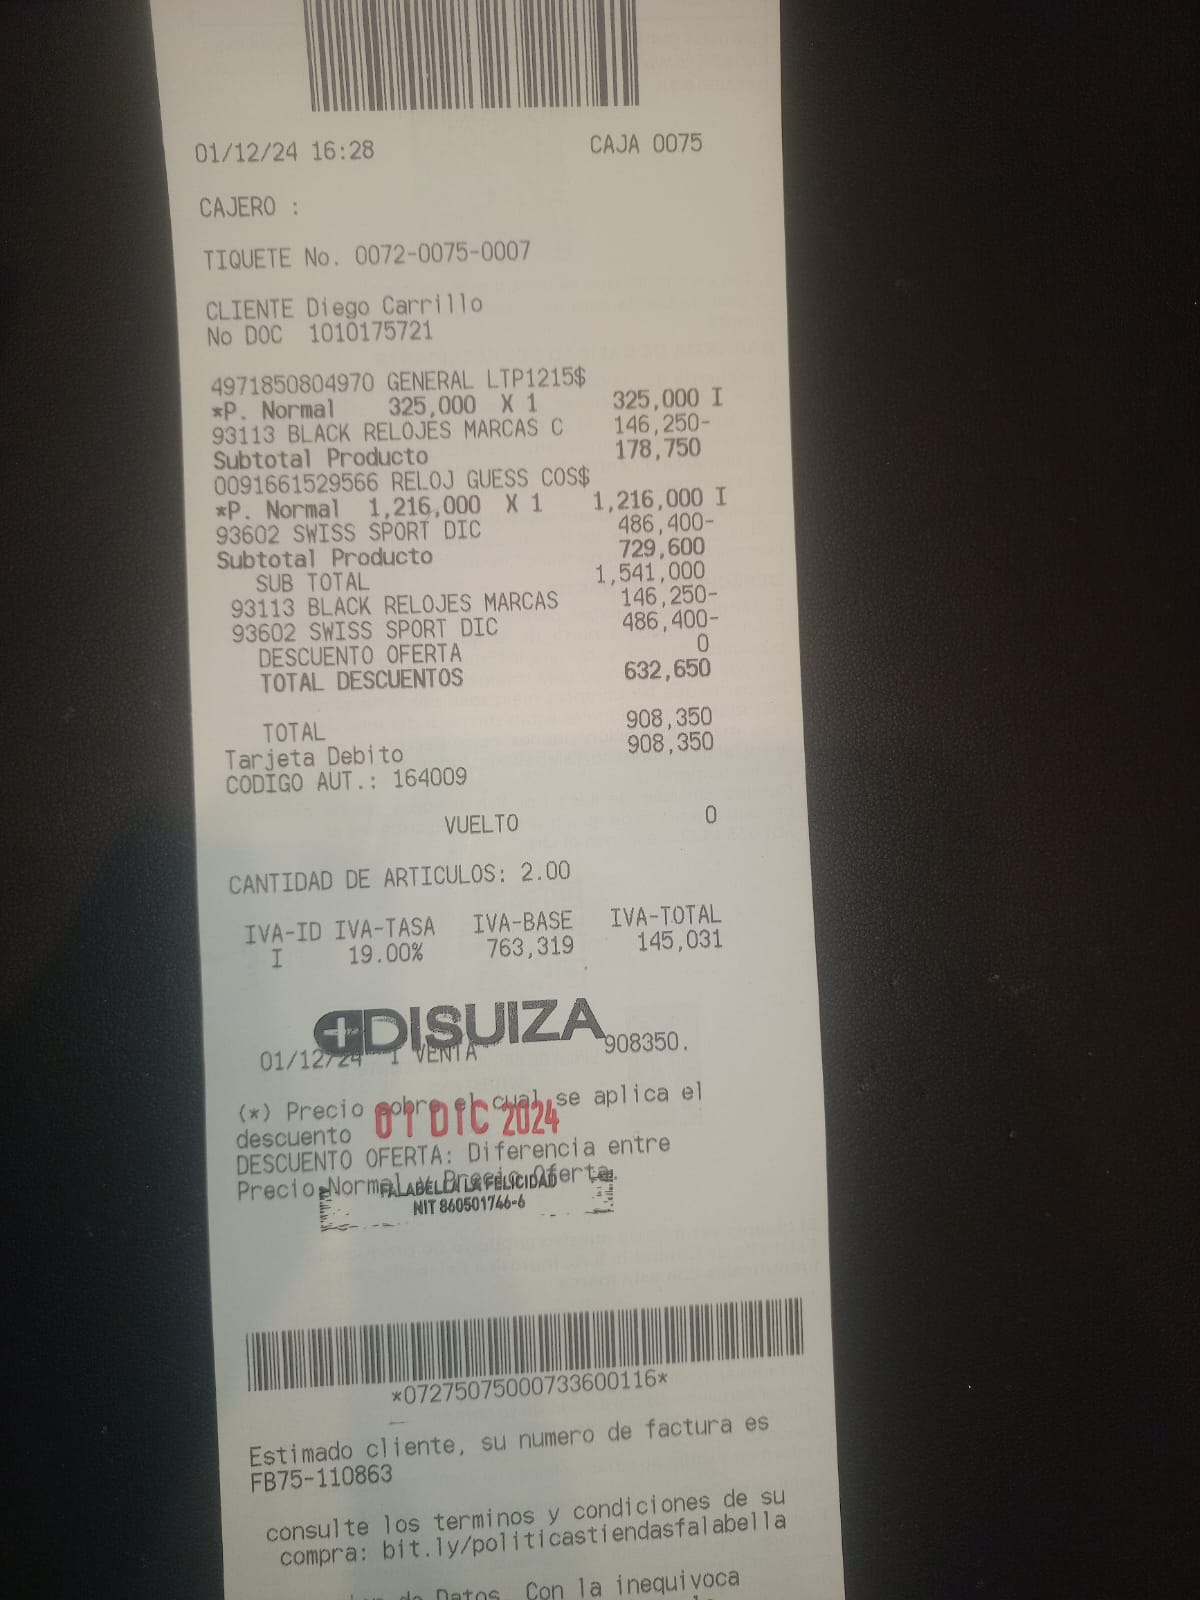 01/12/24 16:28 CAJA 0075
CAJERO :
TIQUETE No. 0072-0075-0007
CLIENTE Diego Carrillo
No DOC 1010175721
4971850804970 GENERAL LTP1215$
*P. Normal 325,000 X 1 325,000 I
93113 BLACK RELOJES MARCAS C 146,250-
Subtotal Producto 178,750
0091661529566 RELOJ GUESS COS$
*P. Normal 1,216,000 X 1 1,216,000 I
93602 SWISS SPORT DIC 486,400-
Subtotal Producto 729,600
SUB TOTAL 1,541,000
93113 BLACK RELOJES MARCAS 146,250-
93602 SWISS SPORT DIC 486,400-
DESCUENTO OFERTA 0
TOTAL DESCUENTOS 632,650
TOTAL 908,350
Tarjeta Debito 908,350
CODIGO AUT.: 164009
VUELTO 0
CANTIDAD DE ARTICULOS: 2.00
IVA-ID IVA-TASA IVA-BASE IVA-TOTAL
I 19.00% 763,319 145,031
DISUIZA
01/12/24 1 VENTA 908350.
(*) Precio sobre el cual se aplica el
01 DIC 2024
descuento
DESCUENTO OFERTA: Diferencia entre
Precio Normal y Precio Oferta.
FALABELLA LA FELICIDAD
NIT 860501746-6
*07275075000733600116*
Estimado cliente, su numero de factura es
FB75-110863
consulte los terminos y condiciones de su
compra: bit.ly/politicastiendasfalabella
de Datos. Con la inequivoca